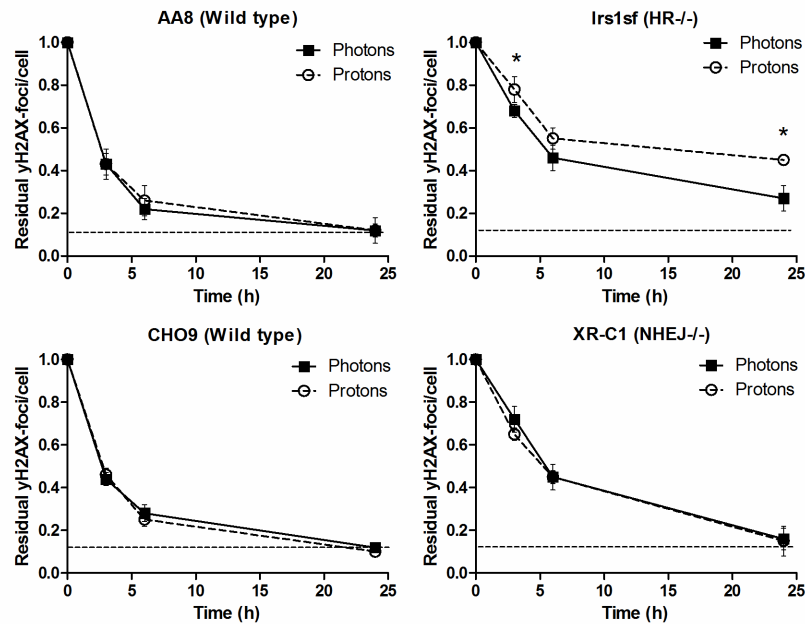 AA8 (Wild type)
Residual yH2AX-foci/cell
1.0
0.8
0.6
0.4
0.2
0.0
0 5 10 15 20 25
Time (h)
Photons
Protons
Irs1sf (HR-/-)
Residual yH2AX-foci/cell
1.0
0.8
0.6
0.4
0.2
0.0
0 5 10 15 20 25
Time (h)
Photons
Protons
*
*
CHO9 (Wild type)
Residual yH2AX-foci/cell
1.0
0.8
0.6
0.4
0.2
0.0
0 5 10 15 20 25
Time (h)
Photons
Protons
XR-C1 (NHEJ-/-)
Residual yH2AX-foci/cell
1.0
0.8
0.6
0.4
0.2
0.0
0 5 10 15 20 25
Time (h)
Photons
Protons